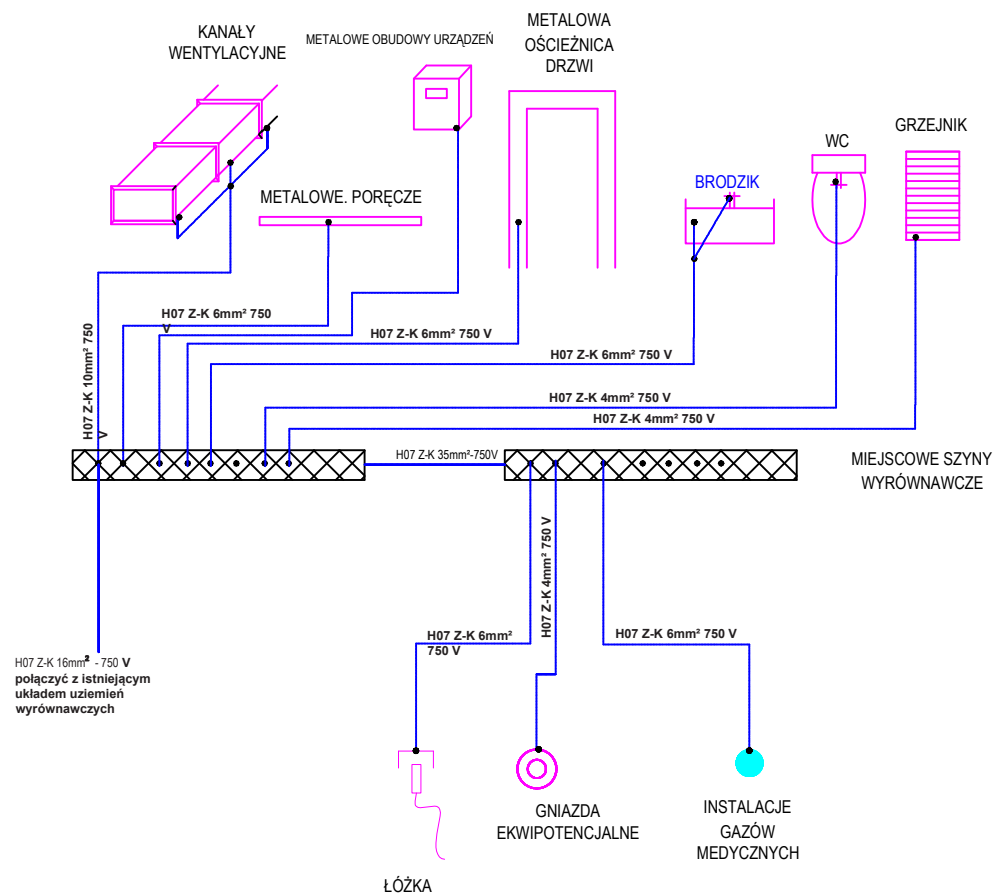 KANAŁY
WENTYLACYJNE
METALOWE OBUDOWY URZĄDZEŃ
METALOWA
OŚCIEŻNICA
DRZWI
WC
GRZEJNIK
BRODZIK
METALOWE. PORĘCZE
H07 Z-K 10mm² 750
V
H07 Z-K 6mm² 750
V
H07 Z-K 6mm² 750 V
H07 Z-K 6mm² 750 V
H07 Z-K 4mm² 750 V
H07 Z-K 4mm² 750 V
H07 Z-K 35mm²-750V
MIEJSCOWE SZYNY
WYRÓWNAWCZE
H07 Z-K 16mm² - 750 V
połączyć z istniejącym
układem uziemień
wyrównawczych
H07 Z-K 6mm²
750 V
H07 Z-K 4mm² 750 V
H07 Z-K 6mm² 750 V
ŁÓŻKA
GNIAZDA
EKWIPOTENCJALNE
INSTALACJE
GAZÓW
MEDYCZNYCH